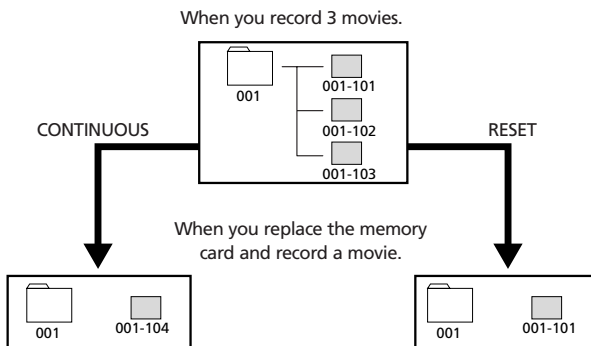 When you record 3 movies.
001
001-101
001-102
001-103
CONTINUOUS
RESET
When you replace the memory
card and record a movie.
001
001-104
001
001-101